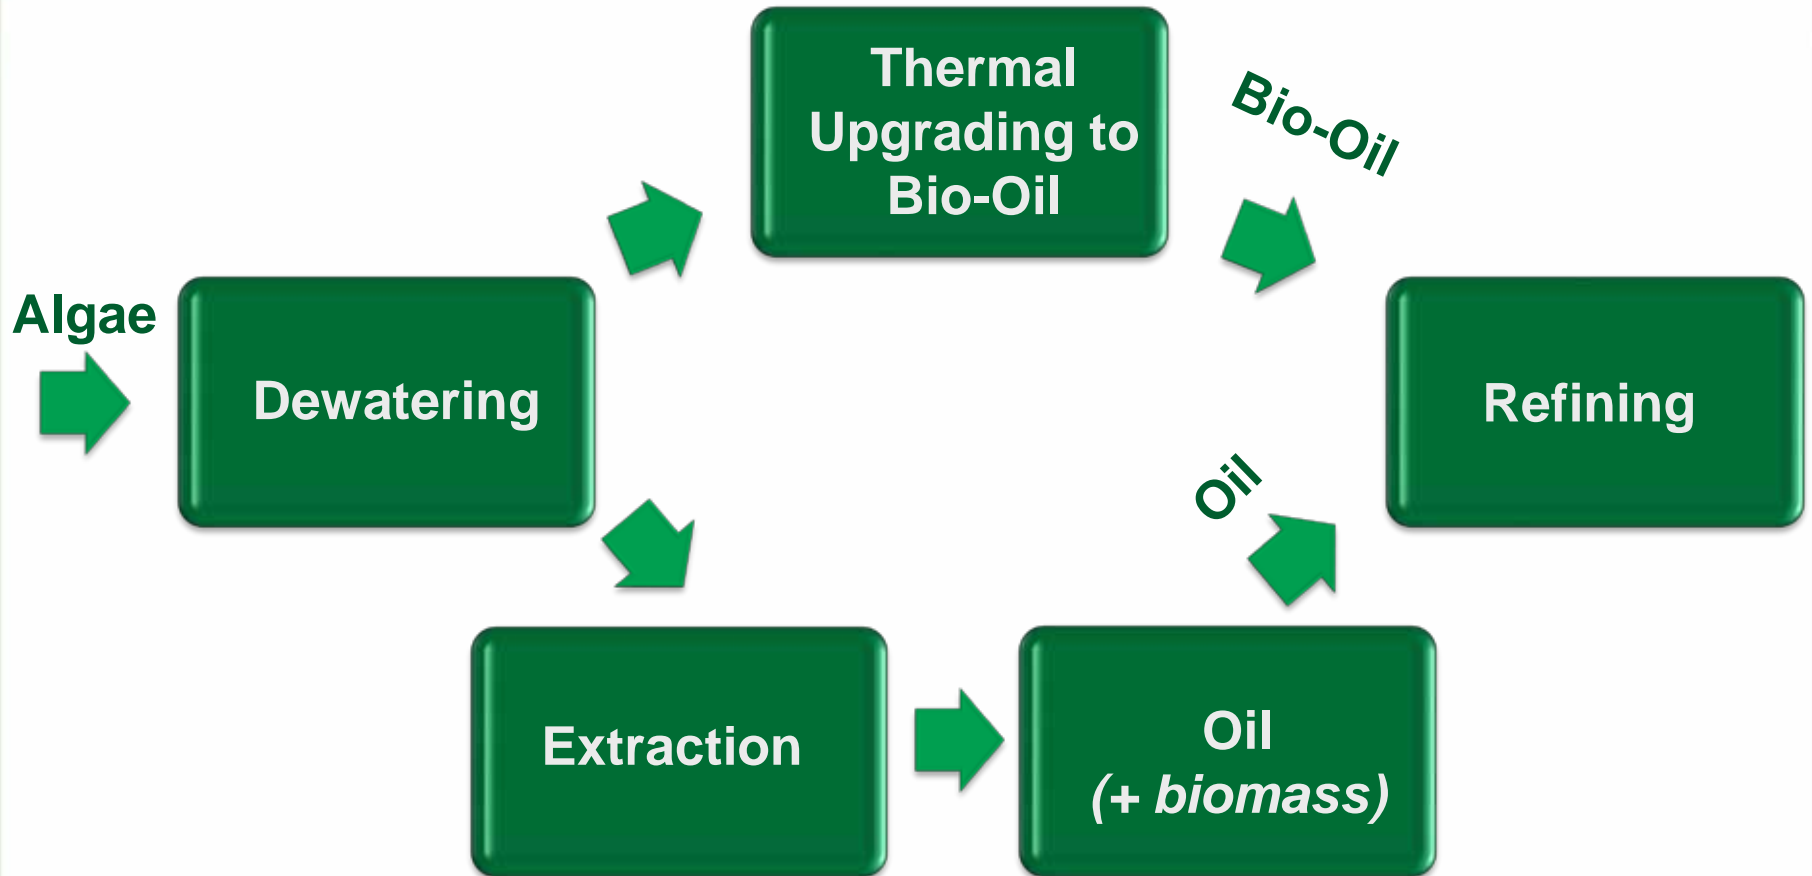 Algae
Dewatering
Thermal
Upgrading to
Bio-Oil
Bio-Oil
Extraction
Oil
(+ biomass)
Oil
Refining